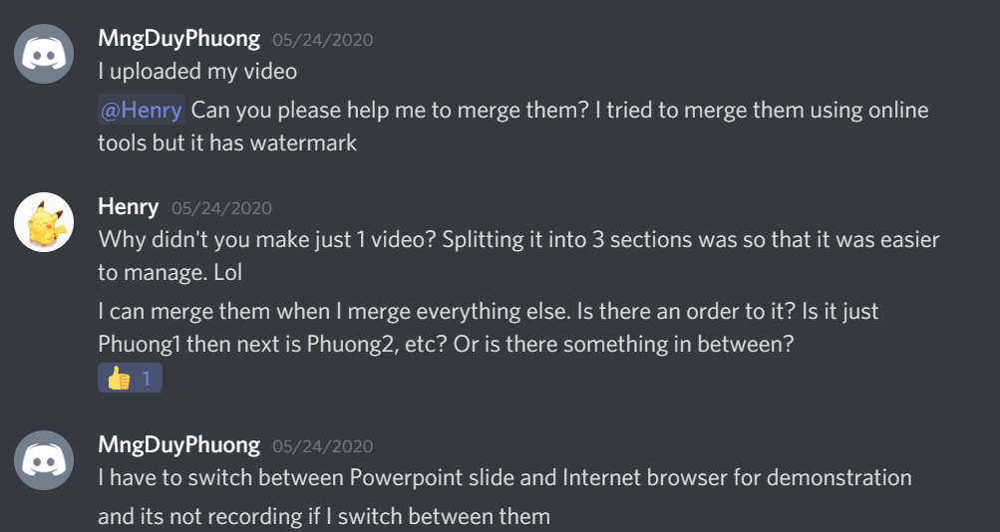 MngDuyPhuong 05/24/2020
I uploaded my video
@Henry Can you please help me to merge them? I tried to merge them using online
tools but it has watermark
Henry 05/24/2020
Why didn't you make just 1 video? Splitting it into 3 sections was so that it was easier
to manage. Lol
I can merge them when I merge everything else. Is there an order to it? Is it just
Phuong1 then next is Phuong2, etc? Or is there something in between?
👍 1
MngDuyPhuong 05/24/2020
I have to switch between Powerpoint slide and Internet browser for demonstration
and its not recording if I switch between them